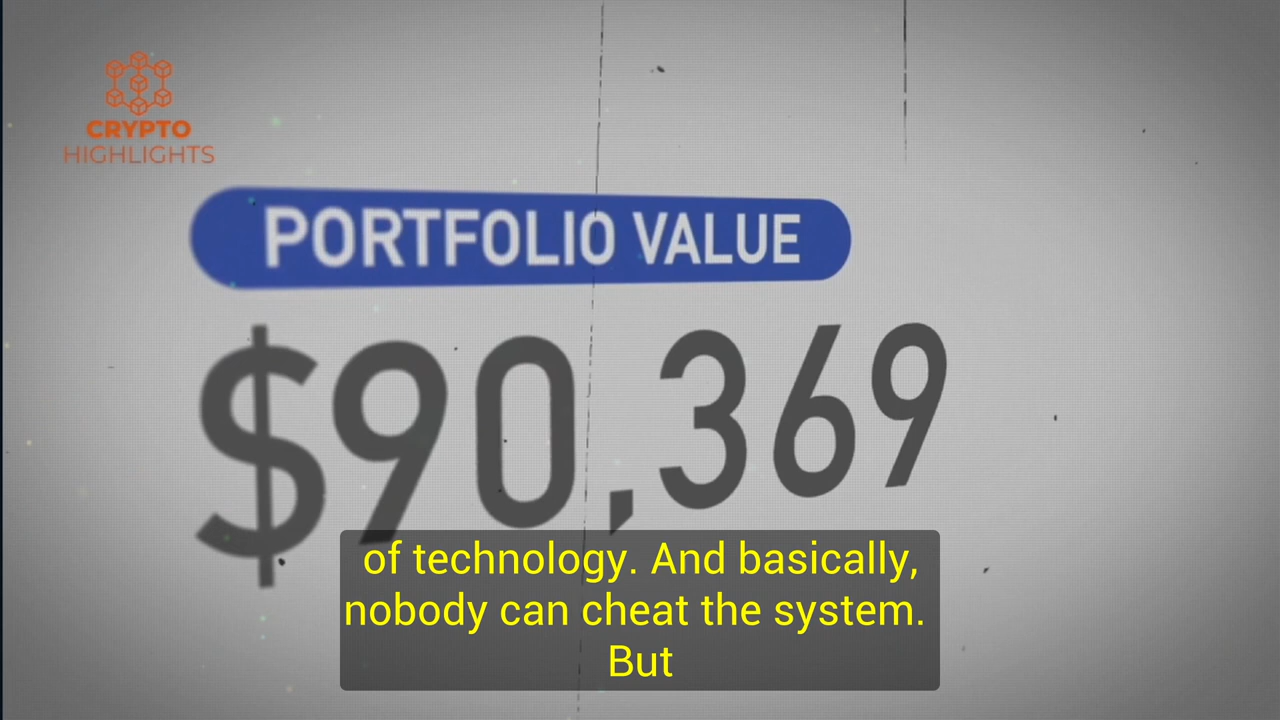 CRYPTO
HIGHLIGHTS
PORTFOLIO VALUE
$90,369
of technology. And basically,
nobody can cheat the system.
But